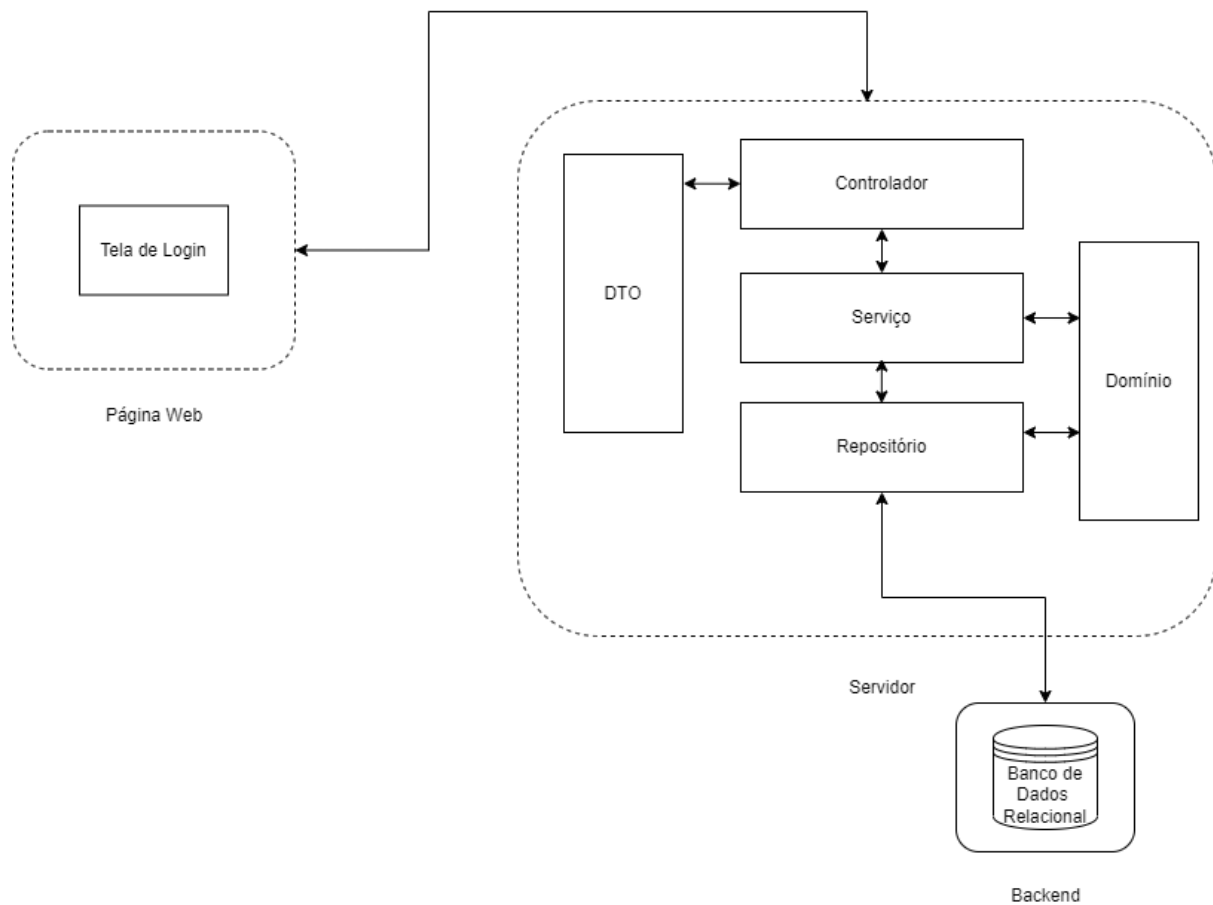 Tela de Login
Página Web
Controlador
DTO
Serviço
Domínio
Repositório
Servidor
Banco de
Dados
Relacional
Backend